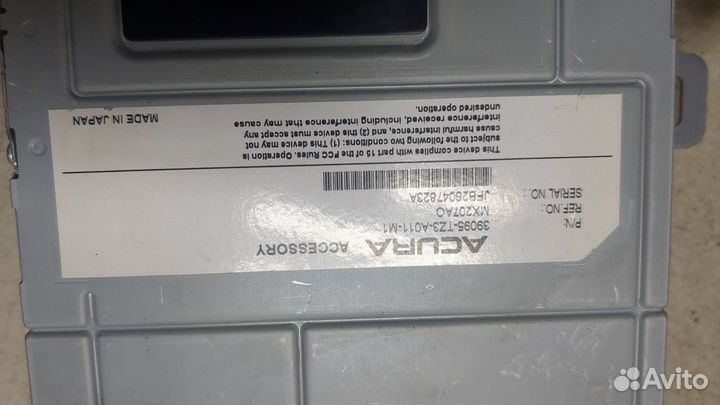 ACURA ACCESSORY
P/N: 39095-TZ3-A011-M1
REF.NO.: MX207AO
SERIAL NO.: JFB26047823A
This device complies with part 15 of the FCC Rules. Operation is
subject to the following two conditions: (1) this device may not
cause harmful interference, and (2) this device must accept any
interference received, including interference that may cause
undesired operation.
MADE IN JAPAN
Avito